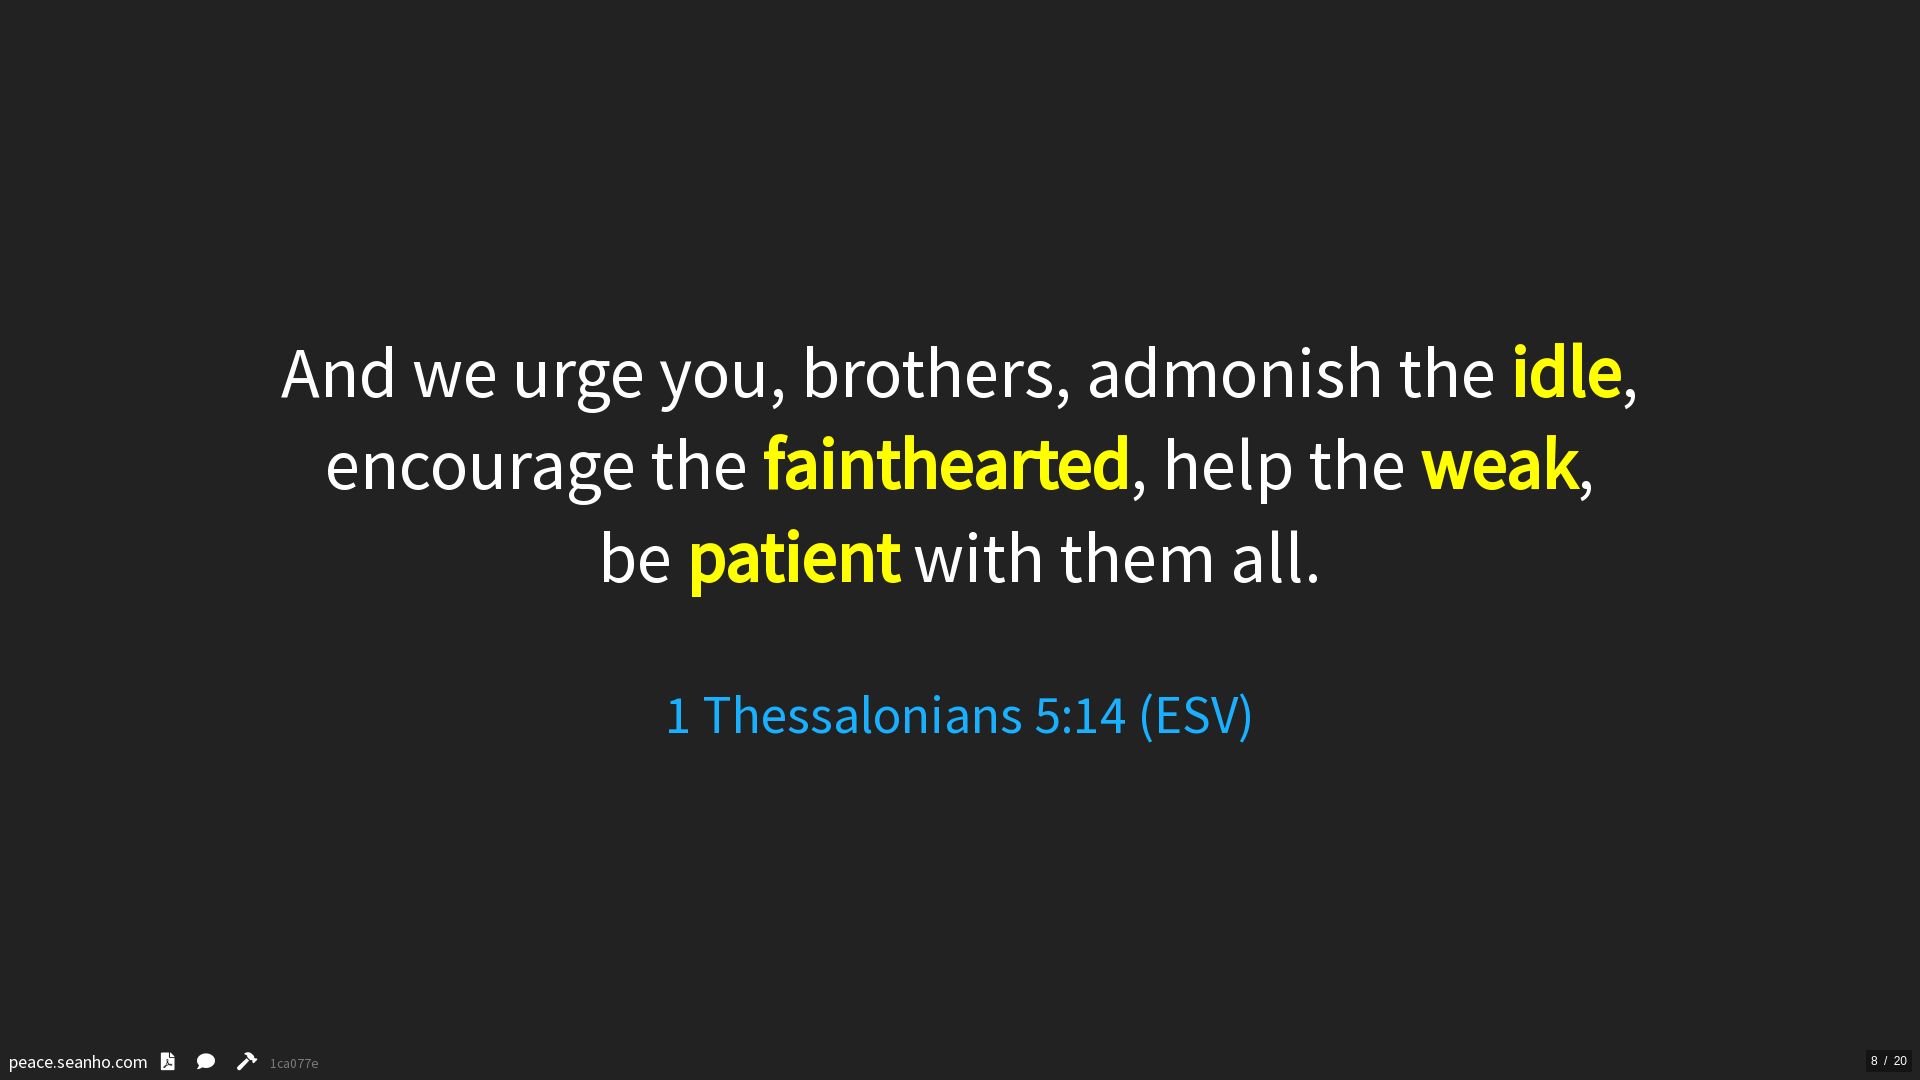 And we urge you, brothers, admonish the idle,
encourage the fainthearted, help the weak,
be patient with them all.
1 Thessalonians 5:14 (ESV)
peace.seanho.com 1ca077e
8 / 20